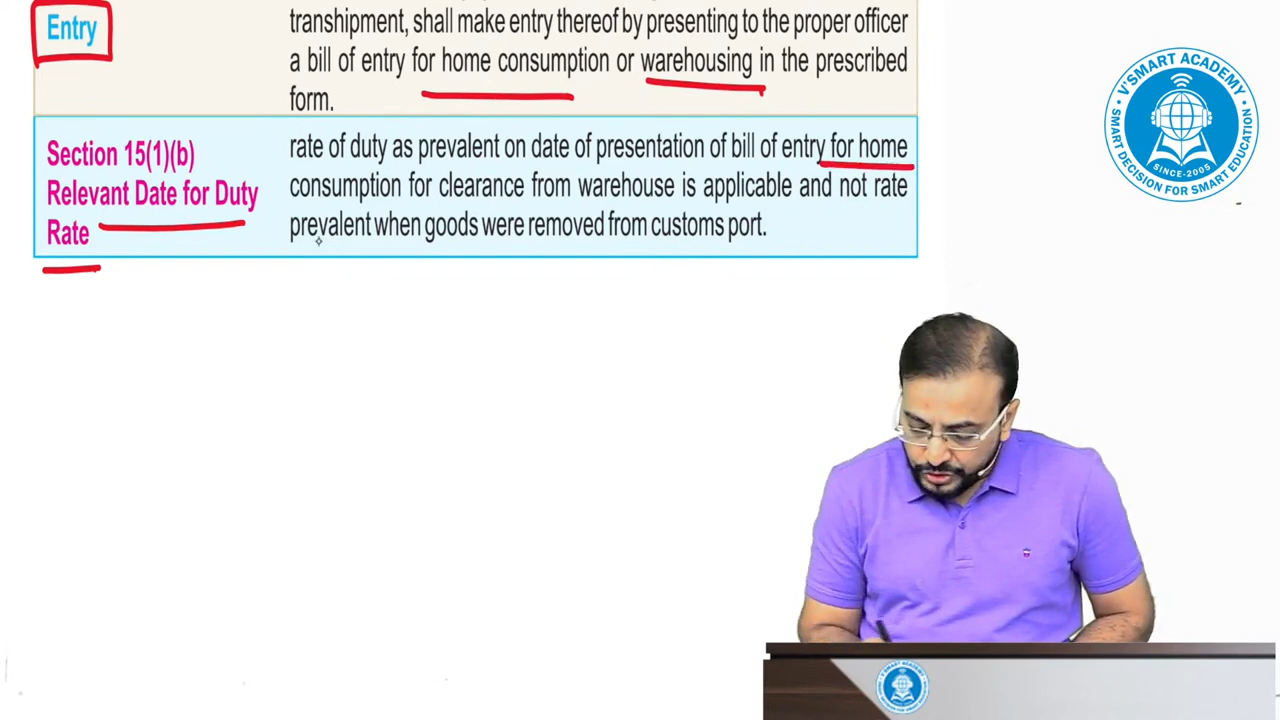 Entry
transhipment, shall make entry thereof by presenting to the proper officer
a bill of entry for home consumption or warehousing in the prescribed
form.
Section 15(1)(b)
Relevant Date for Duty
Rate
rate of duty as prevalent on date of presentation of bill of entry for home
consumption for clearance from warehouse is applicable and not rate
prevalent when goods were removed from customs port.
V'SMART ACADEMY
SINCE-2005
SMART DECISION FOR SMART EDUCATION